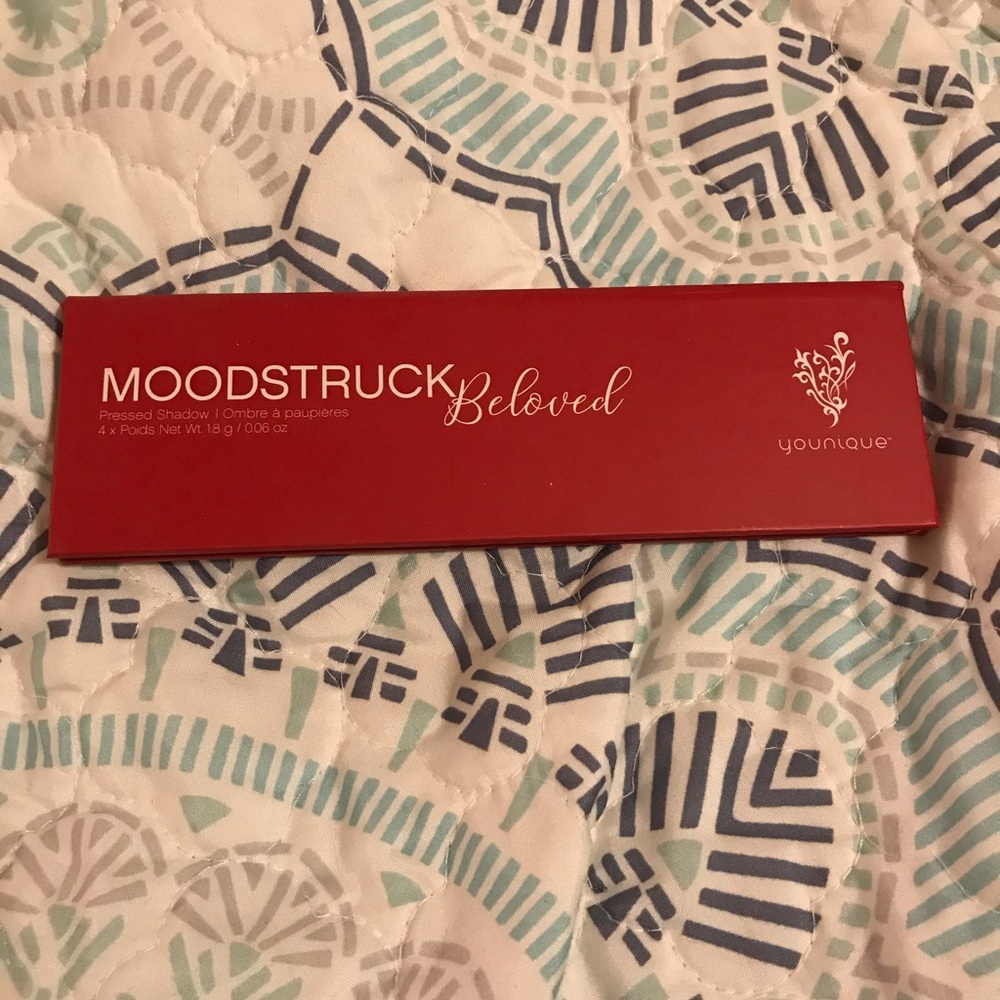 MOODSTRUCK Beloved
Pressed Shadow | Ombre à paupières
4 x Poids Net Wt. 1.8 g / 0.06 oz
younique™